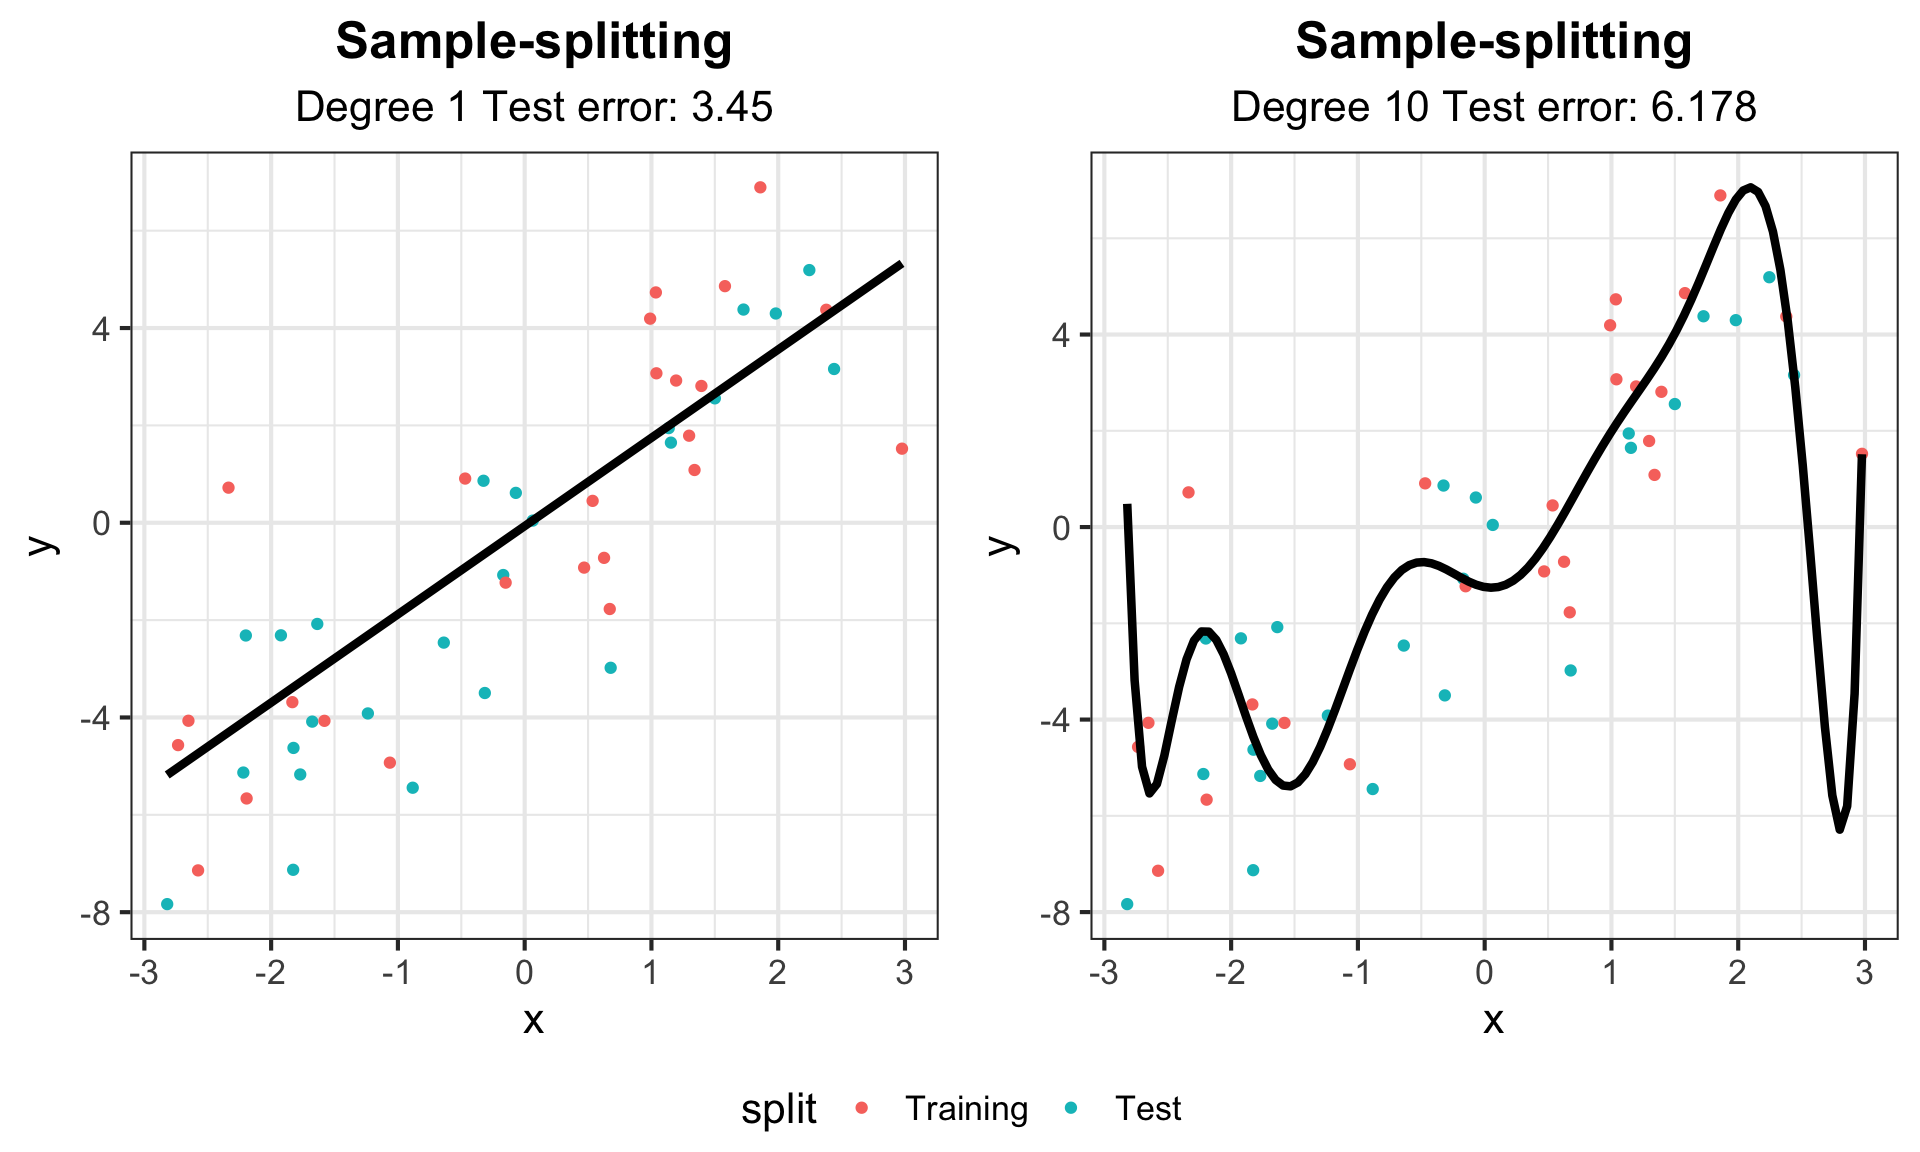 Sample-splitting
Degree 1 Test error: 3.45
y
4
0
-4
-8
-3 -2 -1 0 1 2 3
x
Sample-splitting
Degree 10 Test error: 6.178
y
4
0
-4
-8
-3 -2 -1 0 1 2 3
x
split Training Test